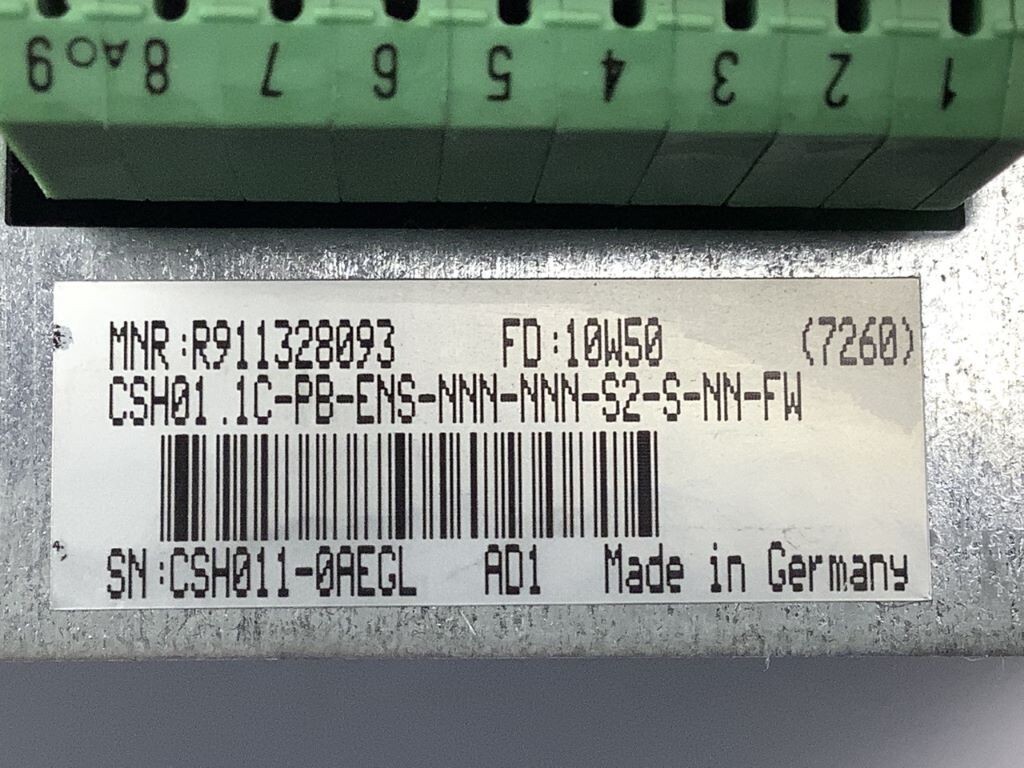 9 8 7 6 5 4 3 2 1
MNR:R911328093 FD:10W50 (7260)
CSH01.1C-PB-ENS-NNN-NNN-S2-S-NN-FW
SN:CSH011-0AEGL AD1 Made in Germany